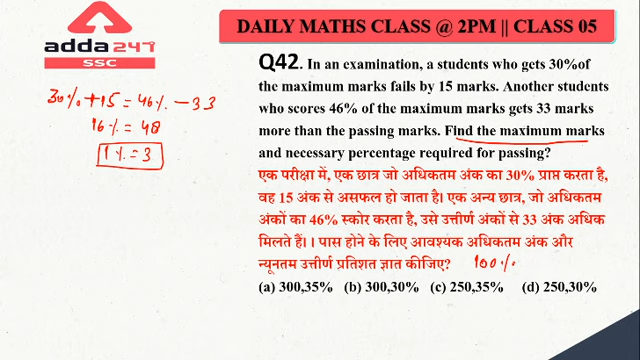 adda247
SSC
DAILY MATHS CLASS @ 2PM || CLASS 05
30% + 15 = 46% - 33
16% = 48
1% = 3
Q42. In an examination, a students who gets 30%of
the maximum marks fails by 15 marks. Another students
who scores 46% of the maximum marks gets 33 marks
more than the passing marks. Find the maximum marks
and necessary percentage required for passing?
एक परीक्षा में, एक छात्र जो अधिकतम अंक का 30% प्राप्त करता है,
वह 15 अंक से असफल हो जाता है। एक अन्य छात्र, जो अधिकतम
अंकों का 46% स्कोर करता है, उसे उत्तीर्ण अंकों से 33 अंक अधिक
मिलते हैं।। पास होने के लिए आवश्यक अधिकतम अंक और
न्यूनतम उत्तीर्ण प्रतिशत ज्ञात कीजिए? 100%
(a) 300,35% (b) 300,30% (c) 250,35% (d) 250,30%